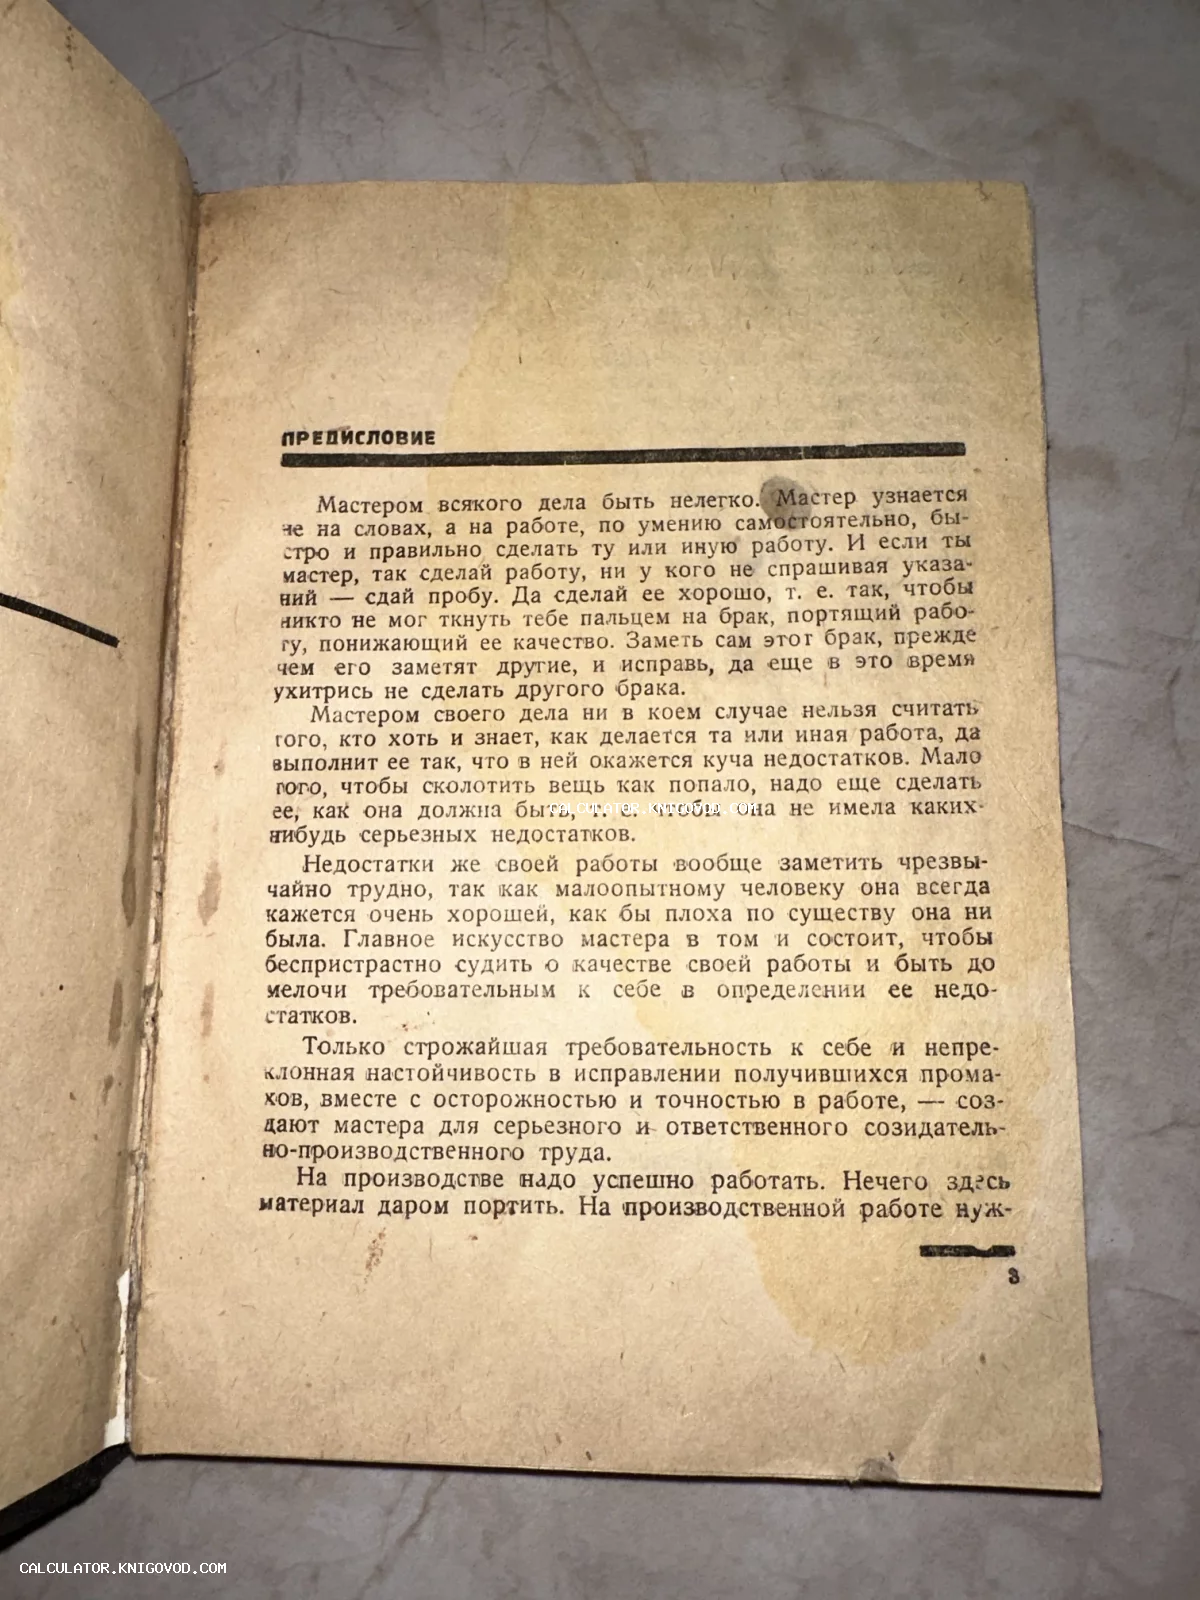 ПРЕДИСЛОВИЕ
Мастером всякого дела быть нелегко. Мастер узнается
не на словах, а на работе, по умению самостоятельно, бы-
стро и правильно сделать ту или иную работу. И если ты
мастер, так сделай работу, ни у кого не спрашивая указа-
ний — сдай пробу. Да сделай ее хорошо, т. е. так, чтобы
никто не мог ткнуть тебе пальцем на брак, портящий рабо-
ту, понижающий ее качество. Заметь сам этот брак, прежде
чем его заметят другие, и исправь, да еще в это время
ухитрись не сделать другого брака.
Мастером своего дела ни в коем случае нельзя считать
того, кто хоть и знает, как делается та или иная работа, да
выполнит ее так, что в ней окажется куча недостатков. Мало
того, чтобы сколотить вещь как попало, надо еще сделать
ее, как она должна быть, т. е. чтобы она не имела каких-
нибудь серьезных недостатков.
CALCULATOR.KNIGOVOD.COM
Недостатки же своей работы вообще заметить чрезвы-
чайно трудно, так как малоопытному человеку она всегда
кажется очень хорошей, как бы плоха по существу она ни
была. Главное искусство мастера в том и состоит, чтобы
беспристрастно судить о качестве своей работы и быть до
мелочи требовательным к себе в определении ее недо-
статков.
Только строжайшая требовательность к себе и непре-
клонная настойчивость в исправлении получившихся прома-
хов, вместе с осторожностью и точностью в работе, — соз-
дают мастера для серьезного и ответственного созидатель-
но-производственного труда.
На производстве надо успешно работать. Нечего здесь
материал даром портить. На производственной работе нуж-
3
CALCULATOR.KNIGOVOD.COM